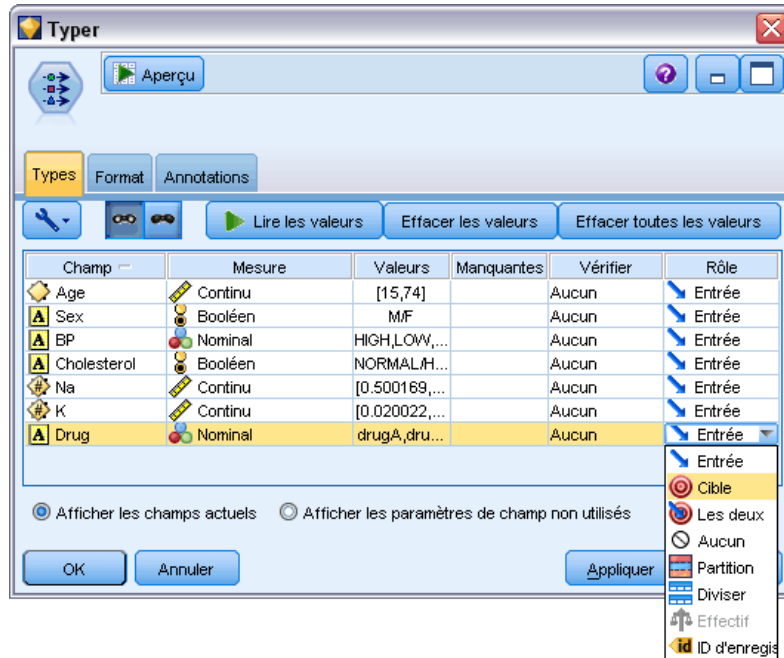 Typer
Aperçu
Types Format Annotations
Lire les valeurs Effacer les valeurs Effacer toutes les valeurs
Champ Mesure Valeurs Manquantes Vérifier Rôle
Age Continu [15,74] Aucun Entrée
A Sex Booléen M/F Aucun Entrée
A BP Nominal HIGH,LOW,... Aucun Entrée
A Cholesterol Booléen NORMAL/H... Aucun Entrée
# Na Continu [0.500169,... Aucun Entrée
# K Continu [0.020022,... Aucun Entrée
A Drug Nominal drugA,dru... Aucun Entrée
Entrée
Cible
Les deux
Aucun
Partition
Diviser
Effectif
id ID d'enregis
Afficher les champs actuels Afficher les paramètres de champ non utilisés
OK Annuler Appliquer